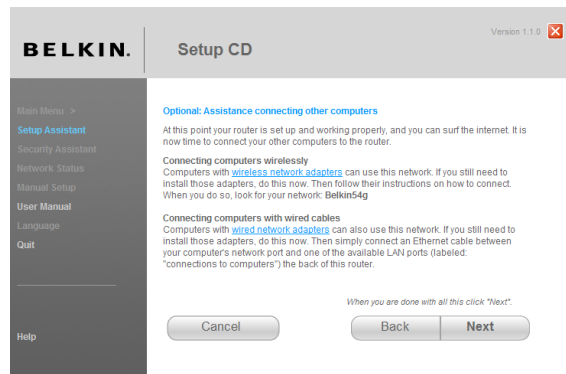 Version 1.1.0
BELKIN.
Setup CD
Main Menu >
Setup Assistant
Security Assistant
Network Status
Manual Setup
User Manual
Language
Quit
Help
Optional: Assistance connecting other computers
At this point your router is set up and working properly, and you can surf the internet. It is
now time to connect your other computers to the router.
Connecting computers wirelessly
Computers with wireless network adapters can use this network. If you still need to
install those adapters, do this now. Then follow their instructions on how to connect.
When you do so, look for your network: Belkin54g
Connecting computers with wired cables
Computers with wired network adapters can also use this network. If you still need to
install those adapters, do this now. Then simply connect an Ethernet cable between
your computer's network port and one of the available LAN ports (labeled:
"connections to computers") the back of this router.
When you are done with all this click "Next".
Cancel
Back
Next